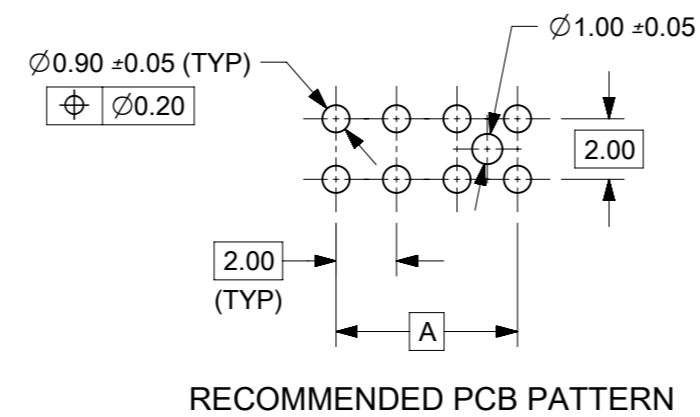 ∅1.00 ±0.05
∅0.90 ±0.05 (TYP)
⌖ ∅0.20
2.00
2.00
(TYP)
A
RECOMMENDED PCB PATTERN